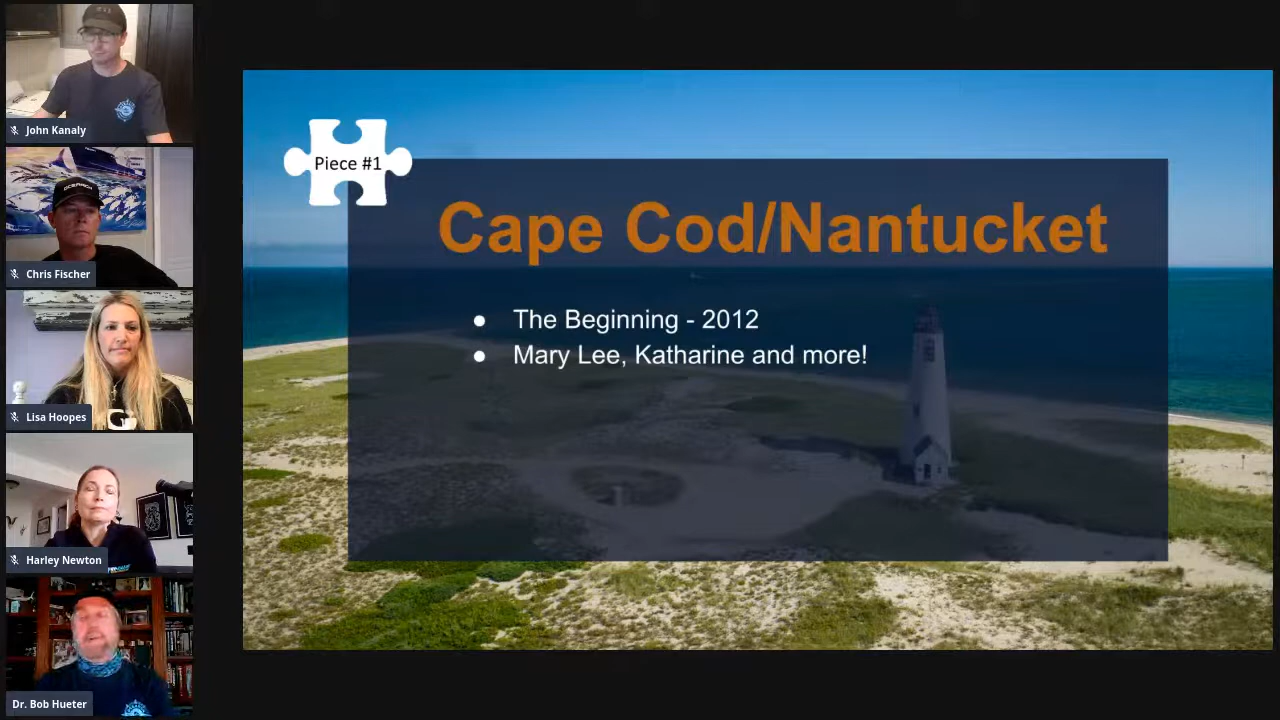 John Kanaly
OCEARCH
Chris Fischer
Lisa Hoopes
Harley Newton
Dr. Bob Hueter
Piece #1
Cape Cod/Nantucket
● The Beginning - 2012
● Mary Lee, Katharine and more!